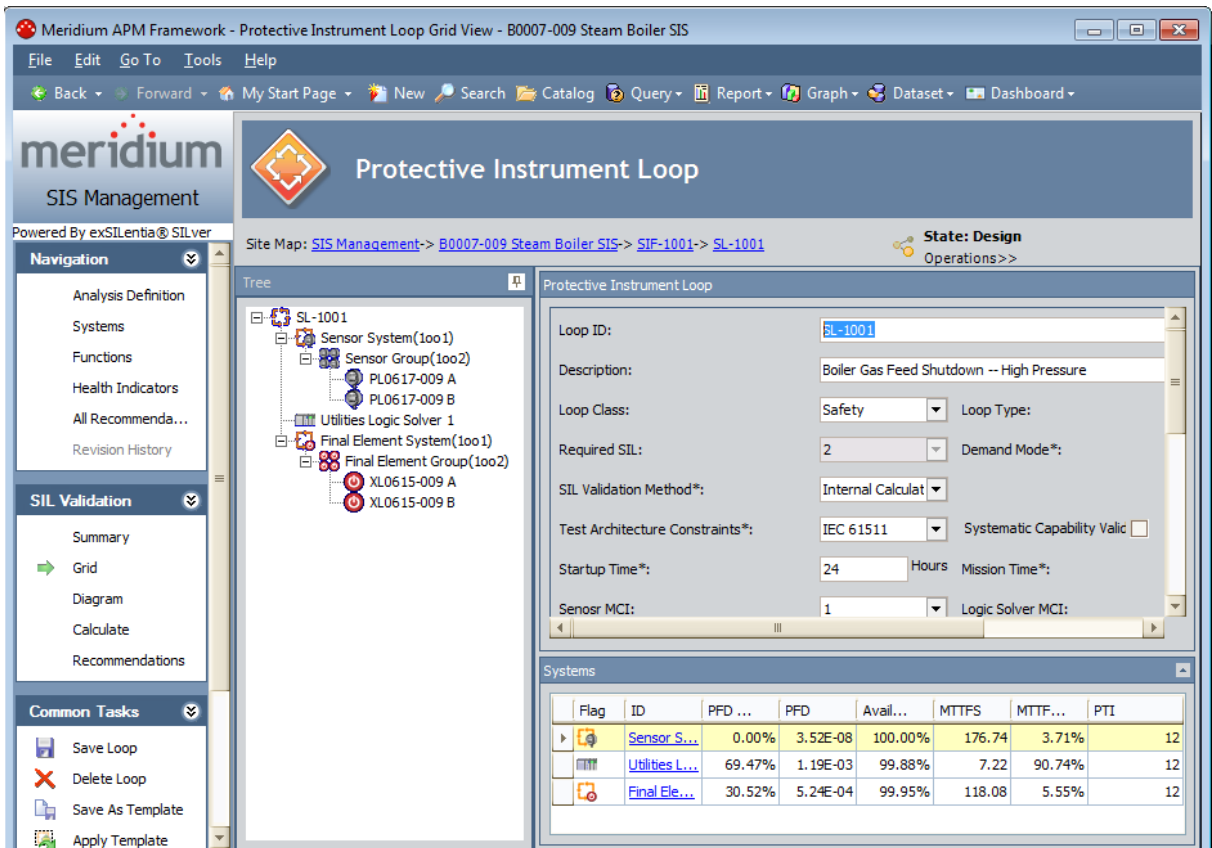 Meridium APM Framework - Protective Instrument Loop Grid View - B0007-009 Steam Boiler SIS
File Edit Go To Tools Help
Back Forward My Start Page New Search Catalog Query Report Graph Dataset Dashboard
meridium
SIS Management
Powered By exSILentia® SILver
Protective Instrument Loop
Site Map: SIS Management-> B0007-009 Steam Boiler SIS-> SIF-1001-> SL-1001
State: Design
Operations>>
Navigation
Analysis Definition
Systems
Functions
Health Indicators
All Recommenda...
Revision History
SIL Validation
Summary
Grid
Diagram
Calculate
Recommendations
Common Tasks
Save Loop
Delete Loop
Save As Template
Apply Template
Tree
SL-1001
Sensor System(1oo1)
Sensor Group(1oo2)
PL0617-009 A
PL0617-009 B
Utilities Logic Solver 1
Final Element System(1oo1)
Final Element Group(1oo2)
XL0615-009 A
XL0615-009 B
Protective Instrument Loop
Loop ID: SL-1001
Description: Boiler Gas Feed Shutdown -- High Pressure
Loop Class: Safety Loop Type:
Required SIL: 2 Demand Mode*:
SIL Validation Method*: Internal Calculat
Test Architecture Constraints*: IEC 61511 Systematic Capability Valid
Startup Time*: 24 Hours Mission Time*:
Senosr MCI: 1 Logic Solver MCI:
Systems
Flag ID PFD ... PFD Avail... MTTFS MTTF... PTI
Sensor S... 0.00% 3.52E-08 100.00% 176.74 3.71% 12
Utilities L... 69.47% 1.19E-03 99.88% 7.22 90.74% 12
Final Ele... 30.52% 5.24E-04 99.95% 118.08 5.55% 12